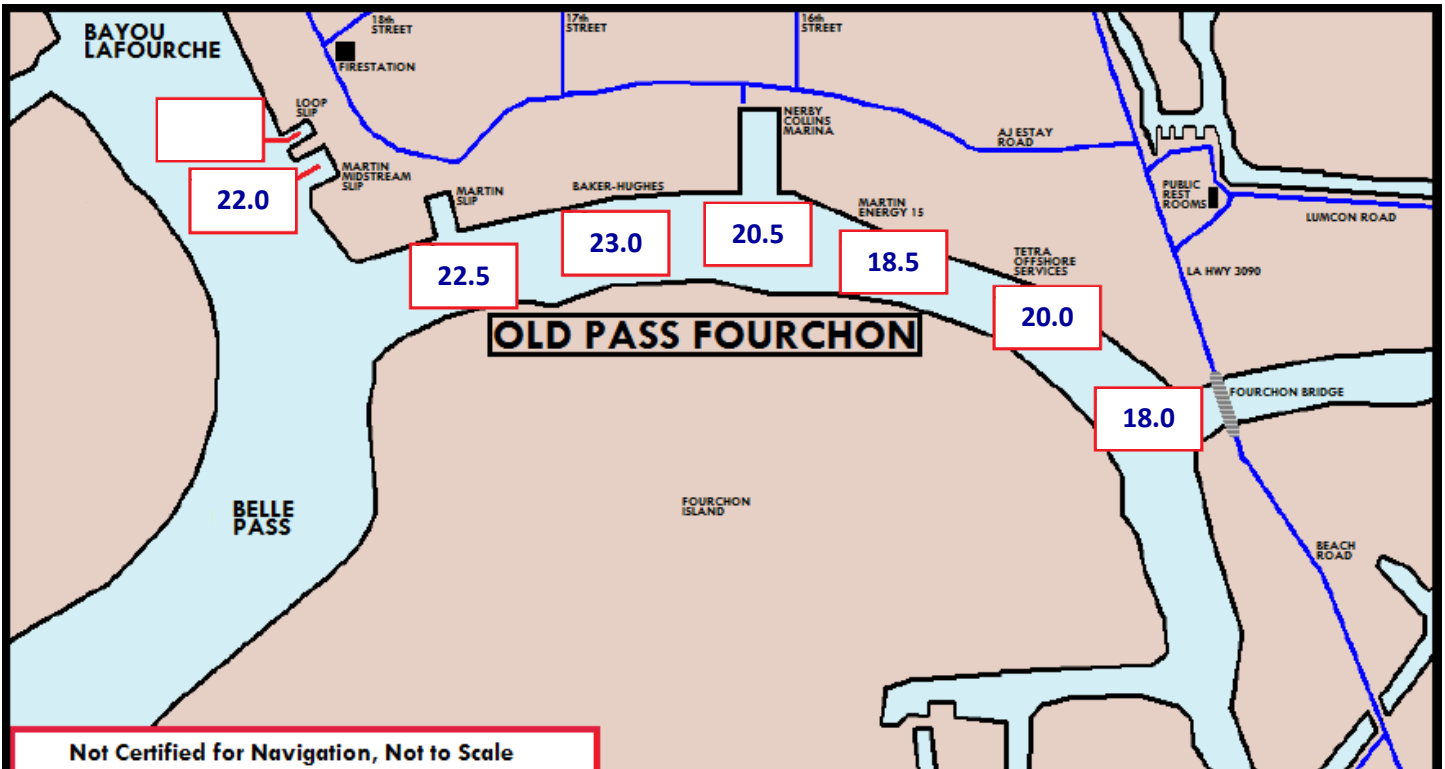 BAYOU
LAFOURCHE
18th
STREET
17th
STREET
16th
STREET
FIRESTATION
LOOP
SLIP
NERBY
COLLINS
MARINA
AJ ESTAY
ROAD
MARTIN
MIDSTREAM
SLIP
22.0
MARTIN
SLIP
BAKER-HUGHES
MARTIN
ENERGY 15
PUBLIC
REST
ROOMS
LUMCON ROAD
22.5
23.0
20.5
18.5
TETRA
OFFSHORE
SERVICES
20.0
LA HWY 3090
OLD PASS FOURCHON
18.0
FOURCHON BRIDGE
BELLE
PASS
FOURCHON
ISLAND
BEACH
ROAD
Not Certified for Navigation, Not to Scale